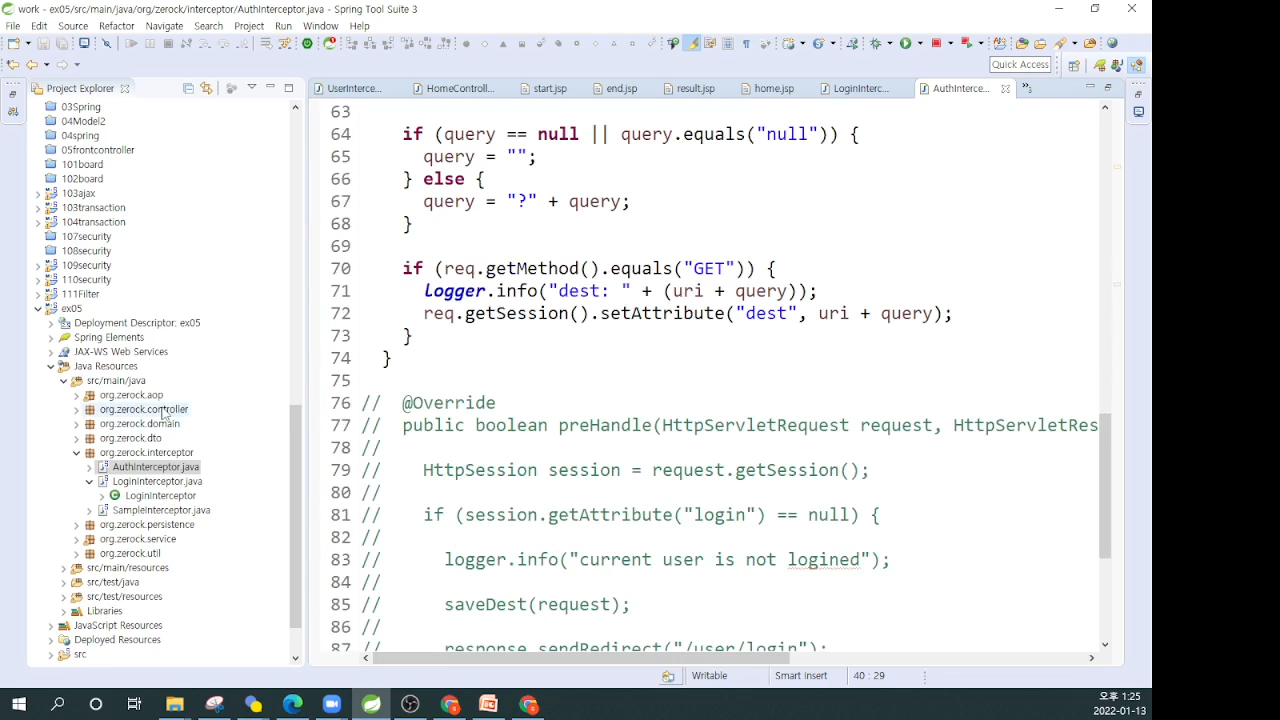 work - ex05/src/main/java/org/zerock/interceptor/AuthInterceptor.java - Spring Tool Suite 3
File Edit Source Refactor Navigate Search Project Run Window Help
Quick Access
Project Explorer
UserInterce... HomeControll... start.jsp end.jsp result.jsp home.jsp LoginInterc... AuthInterce...
03Spring
04Model2
04spring
05frontcontroller
101board
102board
103ajax
103transaction
104transaction
107security
108security
109security
110security
111Filter
ex05
Deployment Descriptor: ex05
Spring Elements
JAX-WS Web Services
Java Resources
src/main/java
org.zerock.aop
org.zerock.controller
org.zerock.domain
org.zerock.dto
org.zerock.interceptor
AuthInterceptor.java
LoginInterceptor.java
LoginInterceptor
SampleInterceptor.java
org.zerock.persistence
org.zerock.service
org.zerock.util
src/main/resources
src/test/java
src/test/resources
Libraries
JavaScript Resources
Deployed Resources
src
63
64 if (query == null || query.equals("null")) {
65 query = "";
66 } else {
67 query = "?" + query;
68 }
69
70 if (req.getMethod().equals("GET")) {
71 logger.info("dest: " + (uri + query));
72 req.getSession().setAttribute("dest", uri + query);
73 }
74 }
75
76 // @Override
77 // public boolean preHandle(HttpServletRequest request, HttpServletRes
78 //
79 // HttpSession session = request.getSession();
80 //
81 // if (session.getAttribute("login") == null) {
82 //
83 // logger.info("current user is not logined");
84 //
85 // saveDest(request);
86 //
87 // response.sendRedirect("/user/login");
Writable Smart Insert 40 : 29
오후 1:25
2022-01-13